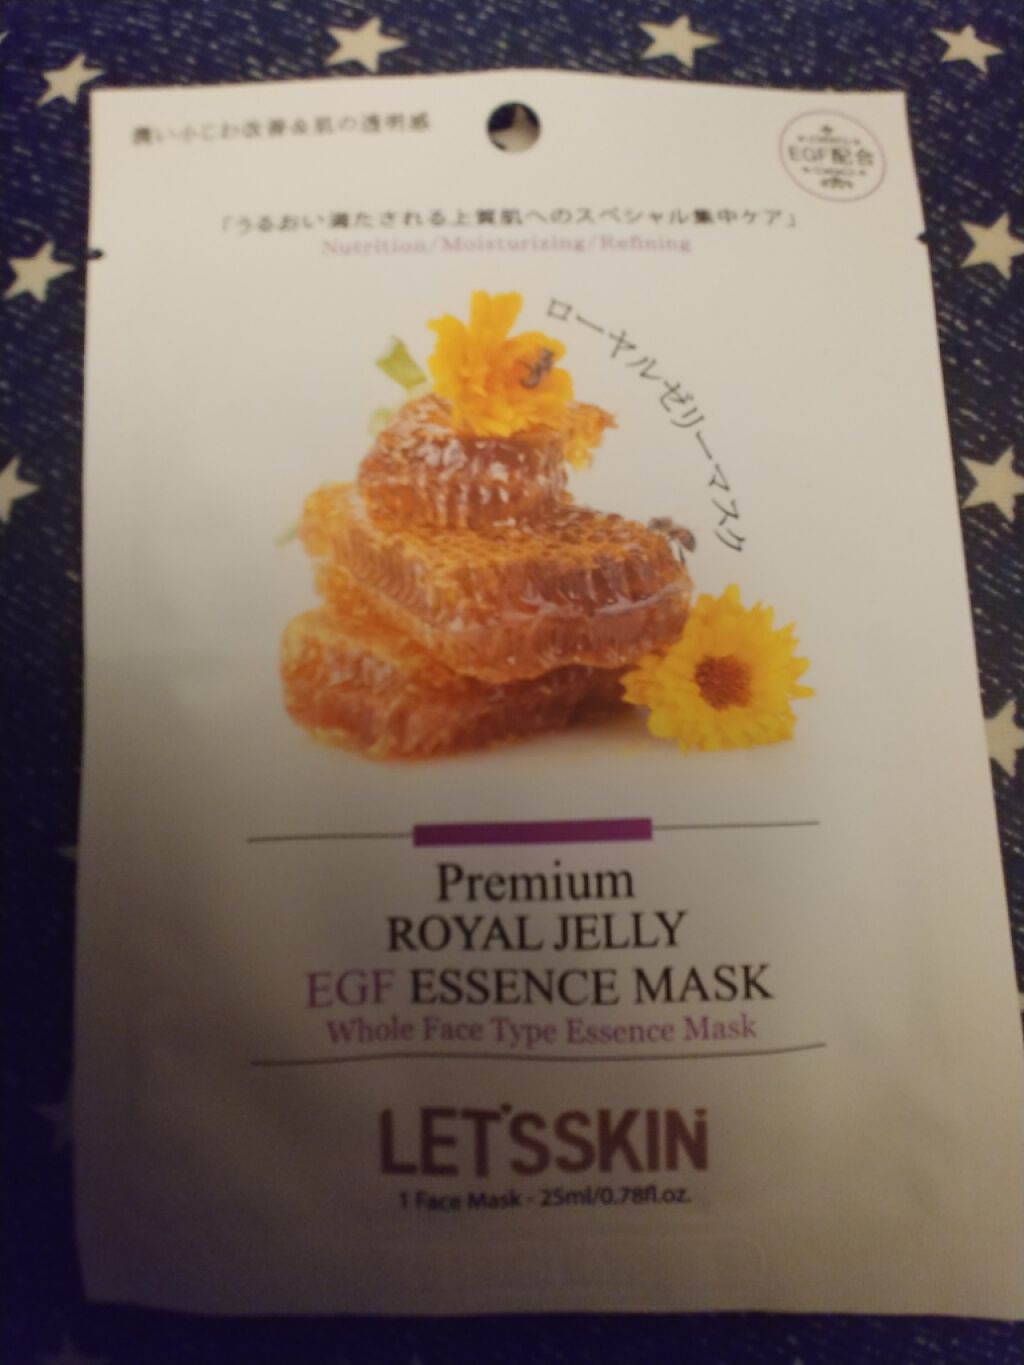 潤い小じわ改善&肌の透明感
EGF配合
「うるおい満たされる上質肌へのスペシャル集中ケア」
Nutrition/Moisturizing/Refining
ローヤルゼリーマスク
Premium
ROYAL JELLY
EGF ESSENCE MASK
Whole Face Type Essence Mask
LET'SSKIN
1 Face Mask - 25ml/0.78fl.oz.